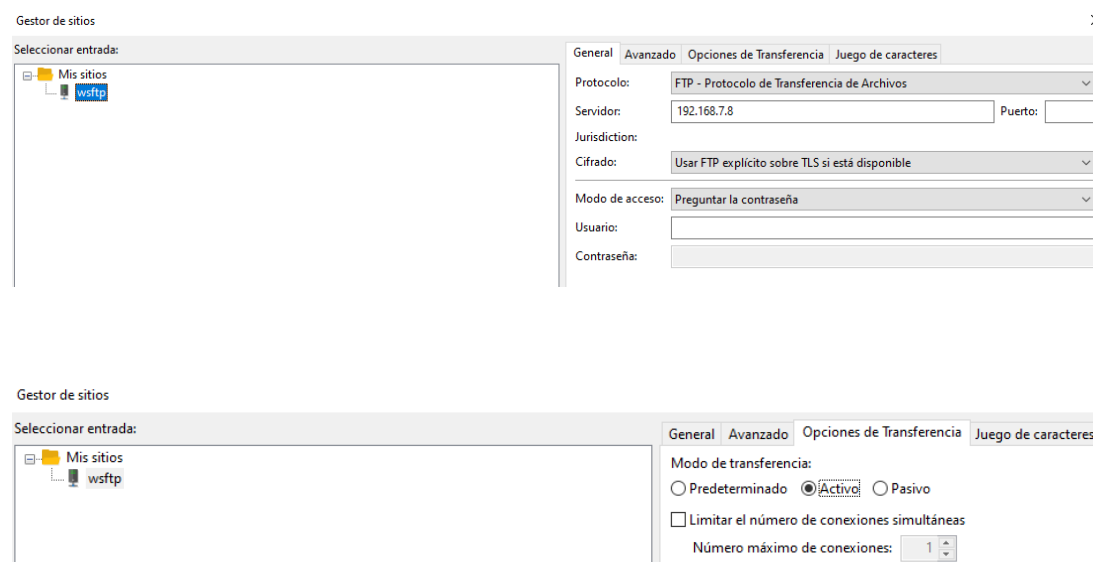 Gestor de sitios
Seleccionar entrada:
Mis sitios
wsftp
General Avanzado Opciones de Transferencia Juego de caracteres
Protocolo: FTP - Protocolo de Transferencia de Archivos
Servidor: 192.168.7.8 Puerto:
Jurisdiction:
Cifrado: Usar FTP explícito sobre TLS si está disponible
Modo de acceso: Preguntar la contraseña
Usuario:
Contraseña:
Gestor de sitios
Seleccionar entrada:
Mis sitios
wsftp
General Avanzado Opciones de Transferencia Juego de caracteres
Modo de transferencia:
Predeterminado Activo Pasivo
Limitar el número de conexiones simultáneas
Número máximo de conexiones: 1